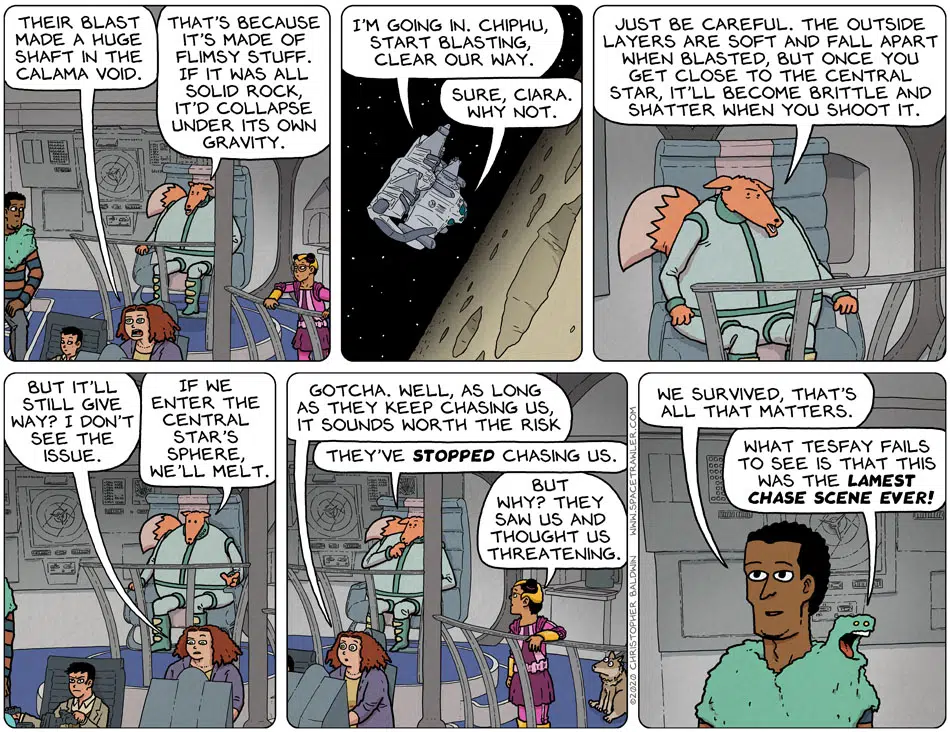 THEIR BLAST
MADE A HUGE
SHAFT IN THE
CALAMA VOID.
THAT'S BECAUSE
IT'S MADE OF
FLIMSY STUFF.
IF IT WAS ALL
SOLID ROCK,
IT'D COLLAPSE
UNDER ITS OWN
GRAVITY.
I'M GOING IN. CHIPHU,
START BLASTING,
CLEAR OUR WAY.
SURE, CIARA.
WHY NOT.
JUST BE CAREFUL. THE OUTSIDE
LAYERS ARE SOFT AND FALL APART
WHEN BLASTED, BUT ONCE YOU
GET CLOSE TO THE CENTRAL
STAR, IT'LL BECOME BRITTLE AND
SHATTER WHEN YOU SHOOT IT.
BUT IT'LL
STILL GIVE
WAY? I DON'T
SEE THE
ISSUE.
IF WE
ENTER THE
CENTRAL
STAR'S
SPHERE,
WE'LL MELT.
GOTCHA. WELL, AS LONG
AS THEY KEEP CHASING US,
IT SOUNDS WORTH THE RISK
THEY'VE STOPPED CHASING US.
BUT
WHY? THEY
SAW US AND
THOUGHT US
THREATENING.
©2020 CHRISTOPHER BALDWIN WWW.SPACETRAWLER.COM
WE SURVIVED, THAT'S
ALL THAT MATTERS.
WHAT TESFAY FAILS
TO SEE IS THAT THIS
WAS THE LAMEST
CHASE SCENE EVER!